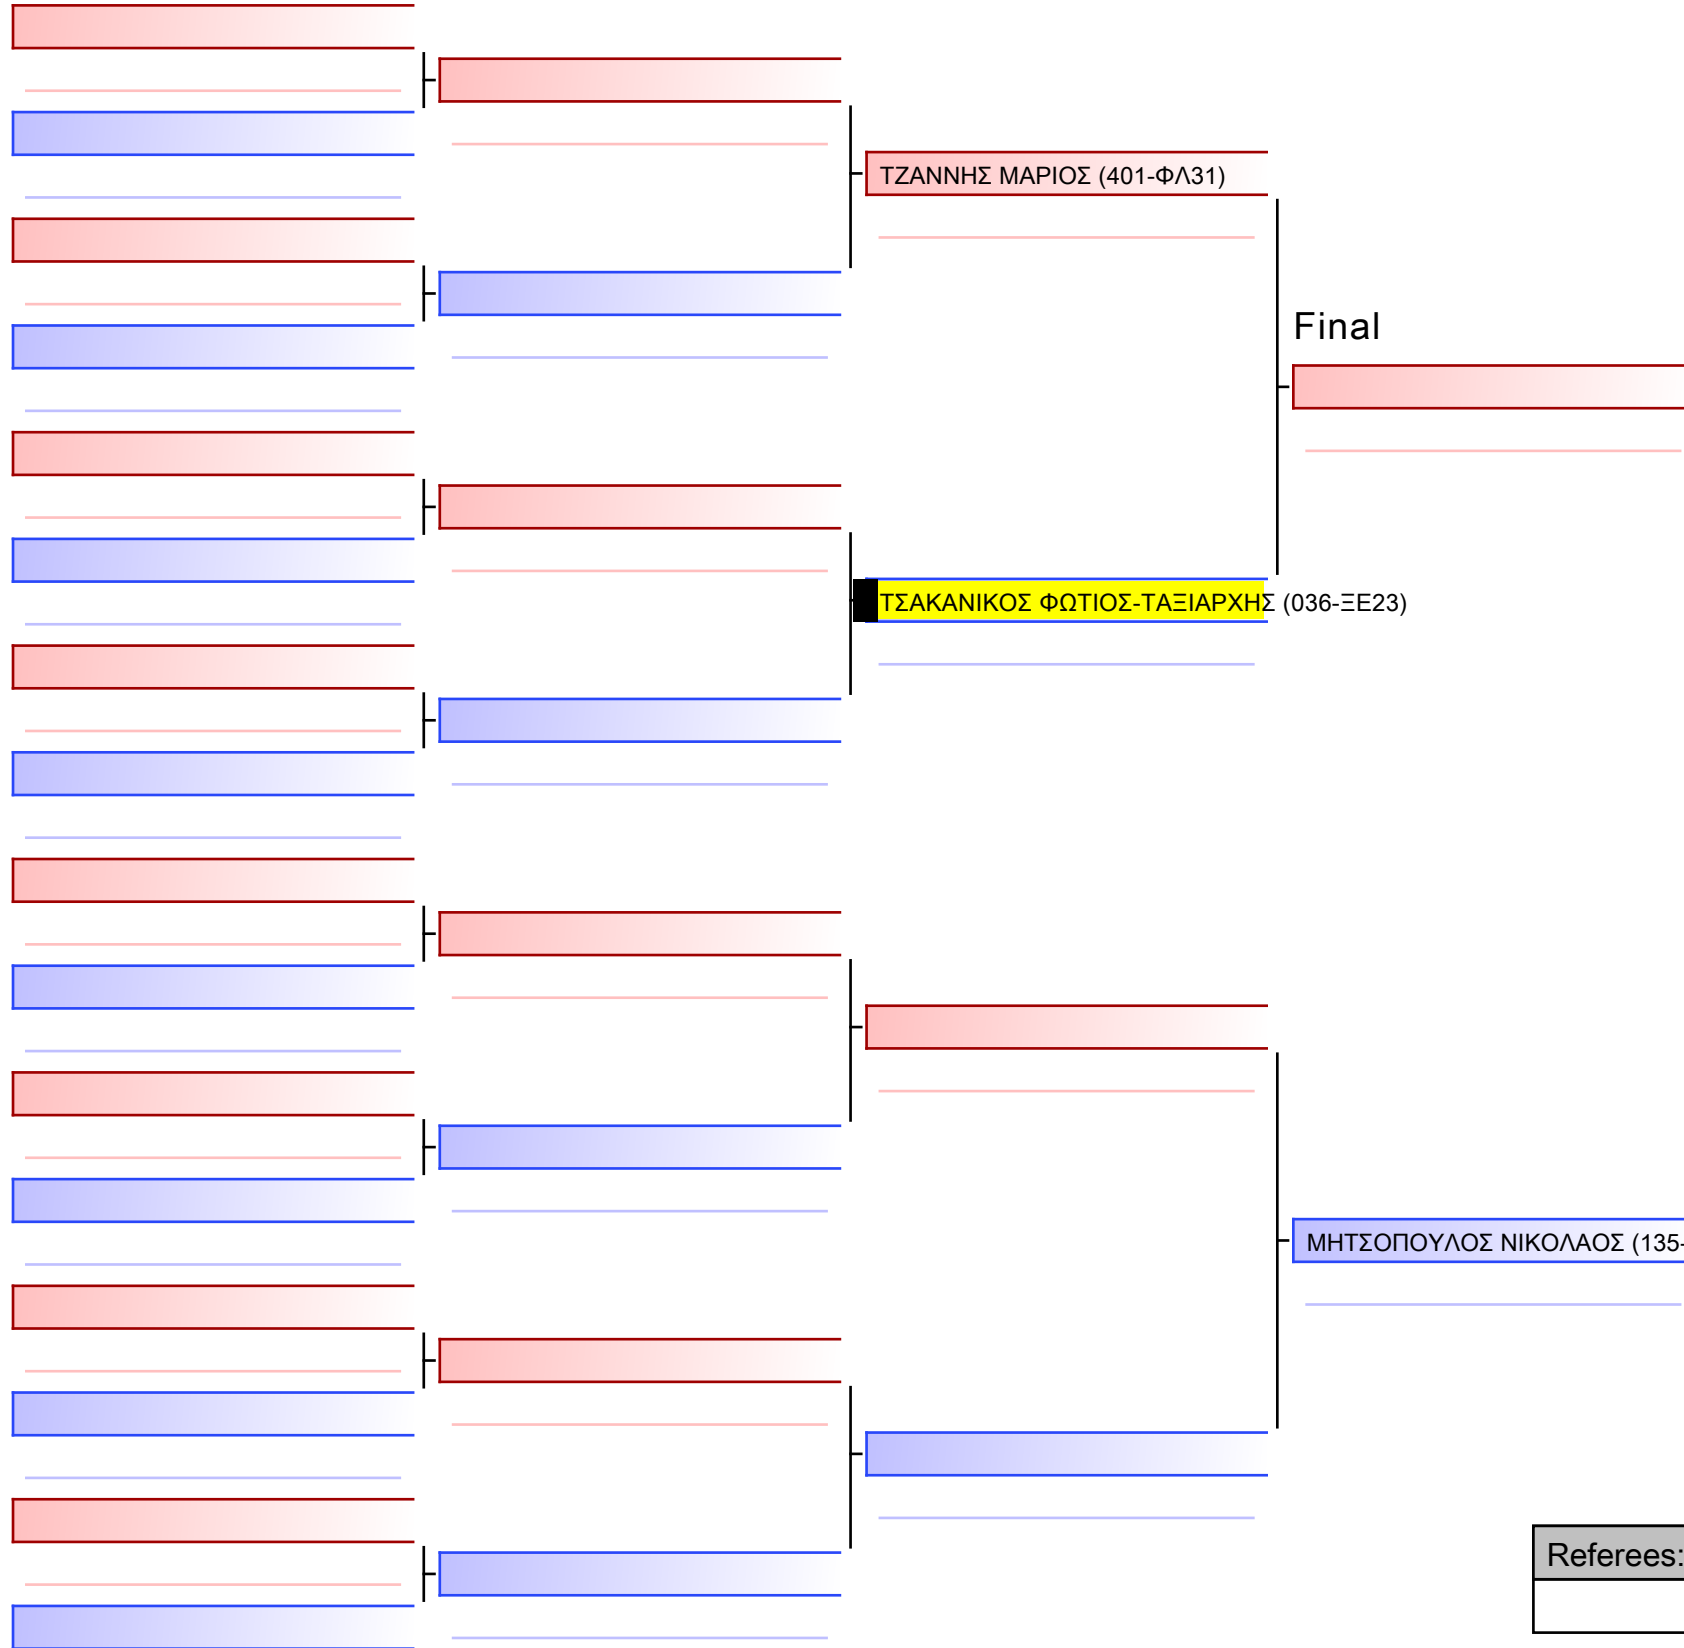 ΤΖΑΝΝΗΣ ΜΑΡΙΟΣ (401-ΦΛ31)
Final
ΤΣΑΚΑΝΙΚΟΣ ΦΩΤΙΟΣ-ΤΑΞΙΑΡΧΗΣ (036-ΞΕ23)
ΜΗΤΣΟΠΟΥΛΟΣ ΝΙΚΟΛΑΟΣ (135-
Referees: